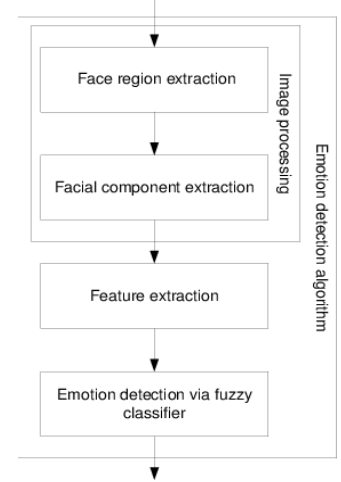 Face region extraction
Facial component extraction
Image processing
Feature extraction
Emotion detection via fuzzy
classifier
Emotion detection algorithm